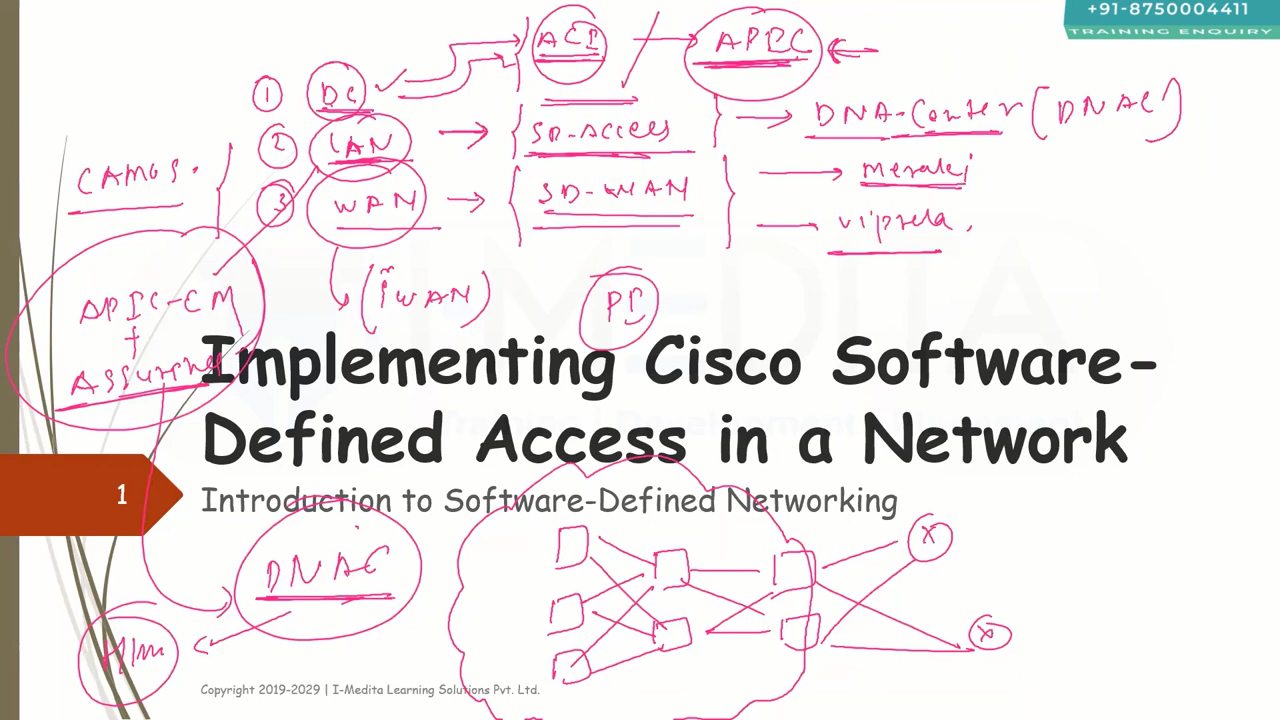 +91-8750004411
TRAINING ENQUIRY
ACI APIC
1 DC
DNA-Center (DNAC)
2 LAN SD-Access
CAMPUS.
meraki
3 WAN SD-WAN
viptela.
(iWAN)
PI
APIC-EM
+
Assurance
Implementing Cisco Software-
Defined Access in a Network
1
Introduction to Software-Defined Networking
DNAC
Copyright 2019-2029 | I-Medita Learning Solutions Pvt. Ltd.